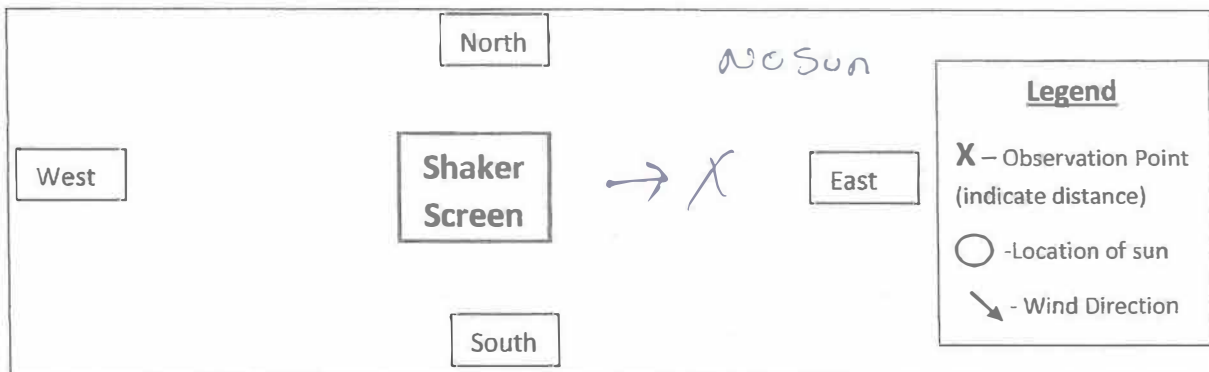 North
No Sun
Legend
X – Observation Point
(indicate distance)
West
Shaker
Screen
→ X
East
-Location of sun
- Wind Direction
South